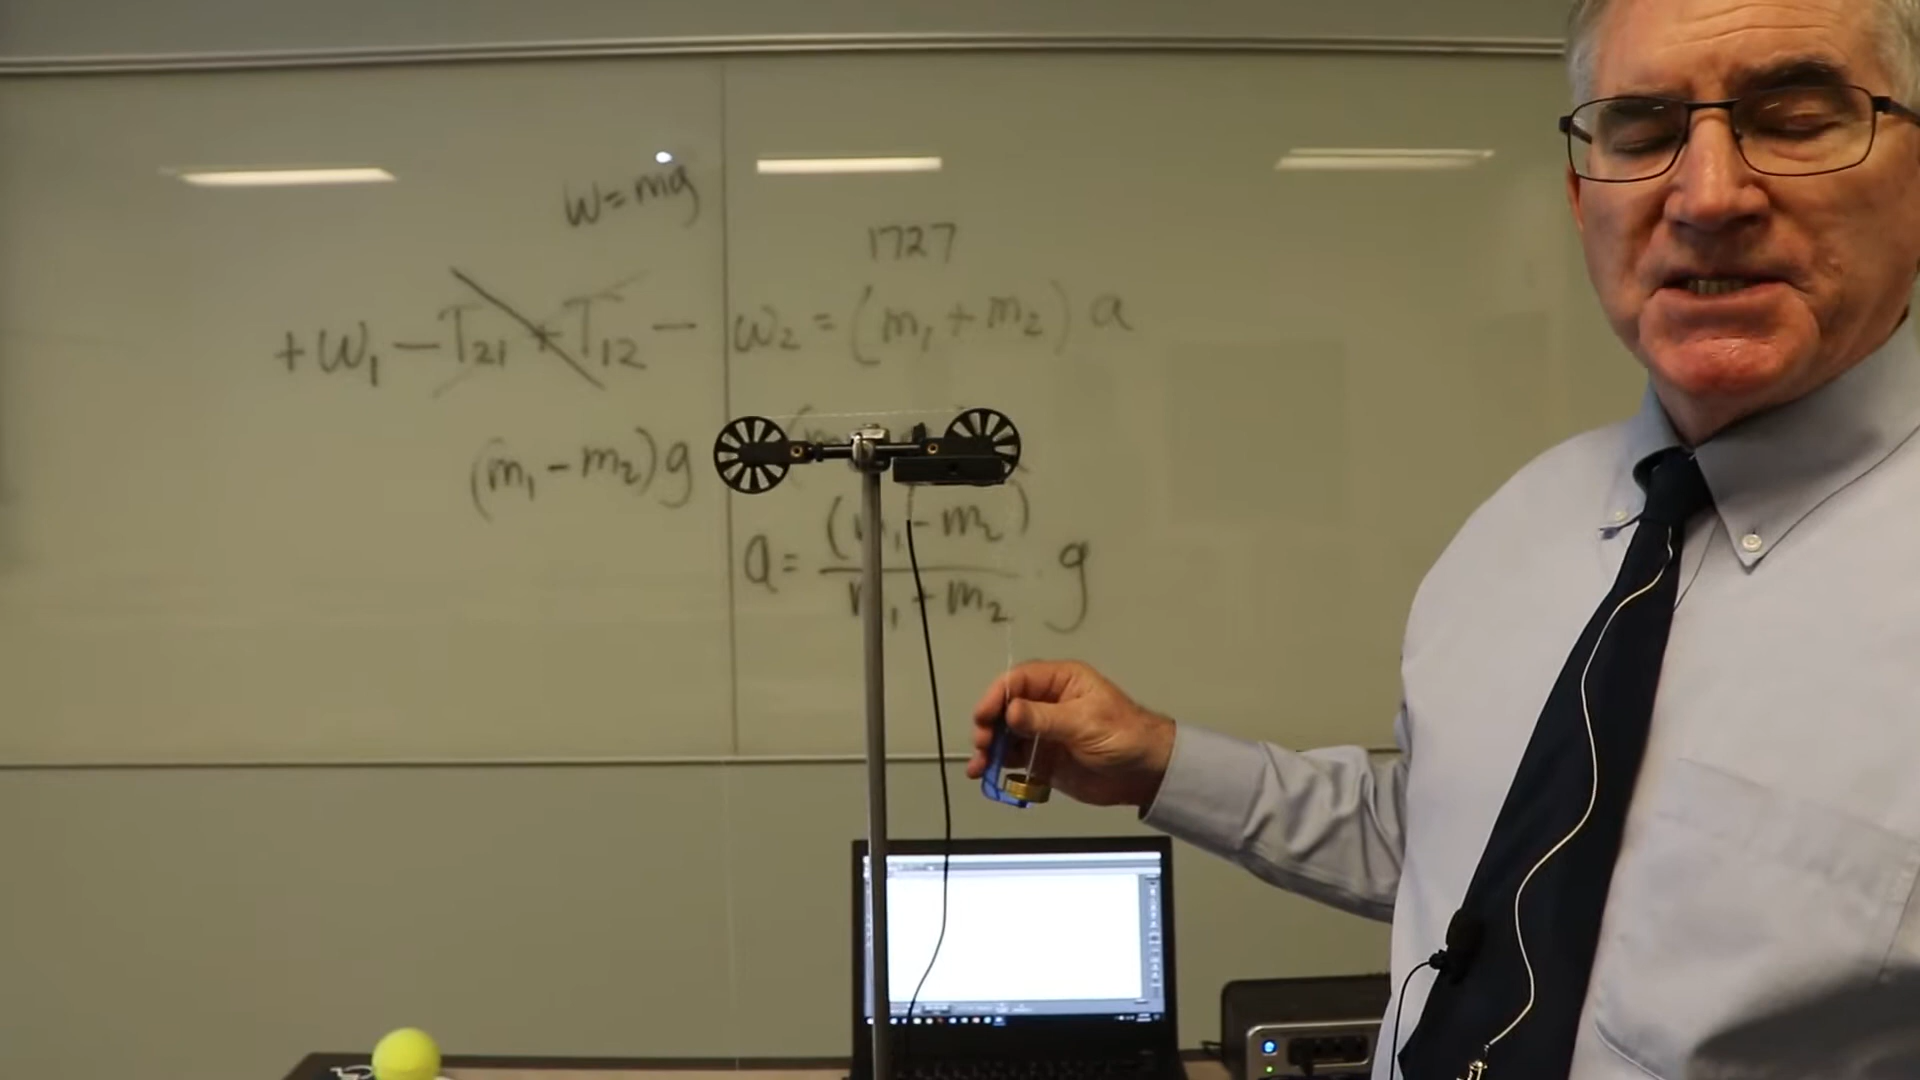 W=mg
1727
+W₁ - T₂₁ + T₁₂ - W₂ = (m₁+m₂) a
(m₁-m₂)g (m
a= (m₁-m₂)
m₁+m₂ · g